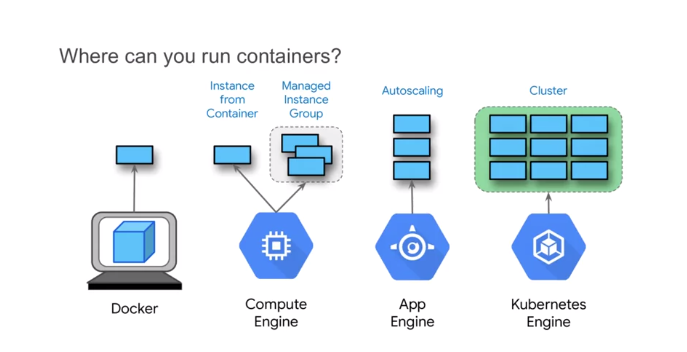 Where can you run containers?
Instance
from
Container
Managed
Instance
Group
Autoscaling
Cluster
Docker
Compute
Engine
App
Engine
Kubernetes
Engine